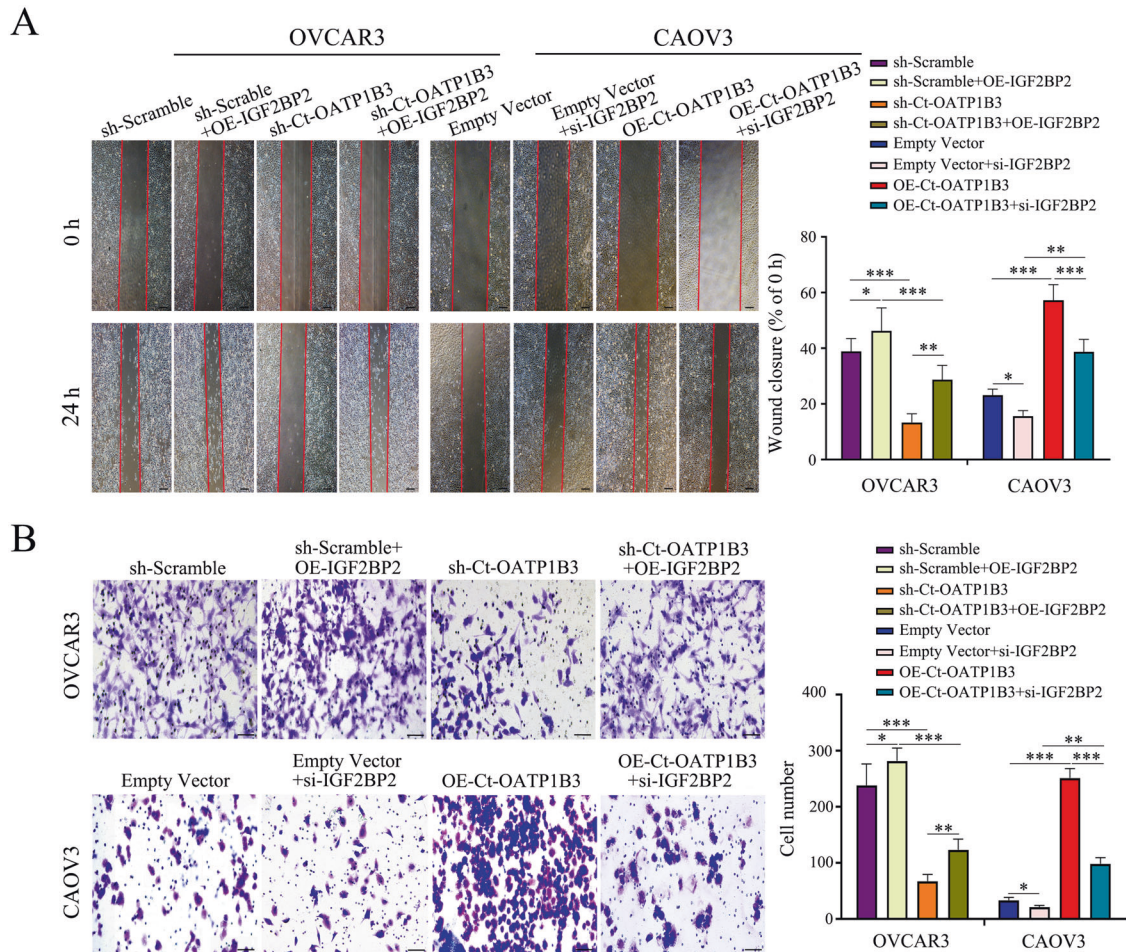 A
OVCAR3
CAOV3
sh-Scramble
sh-Scrable
+OE-IGF2BP2
sh-Ct-OATP1B3
sh-Ct-OATP1B3
+OE-IGF2BP2
Empty Vector
Empty Vector
+si-IGF2BP2
OE-Ct-OATP1B3
OE-Ct-OATP1B3
+si-IGF2BP2
0 h
24 h
sh-Scramble
sh-Scramble+OE-IGF2BP2
sh-Ct-OATP1B3
sh-Ct-OATP1B3+OE-IGF2BP2
Empty Vector
Empty Vector+si-IGF2BP2
OE-Ct-OATP1B3
OE-Ct-OATP1B3+si-IGF2BP2
Wound closure (% of 0 h)
80
60
40
20
0
***
*
***
**
*
***
**
***
OVCAR3
CAOV3
B
sh-Scramble
sh-Scramble+
OE-IGF2BP2
sh-Ct-OATP1B3
sh-Ct-OATP1B3
+OE-IGF2BP2
OVCAR3
Empty Vector
Empty Vector
+si-IGF2BP2
OE-Ct-OATP1B3
OE-Ct-OATP1B3
+si-IGF2BP2
CAOV3
sh-Scramble
sh-Scramble+OE-IGF2BP2
sh-Ct-OATP1B3
sh-Ct-OATP1B3+OE-IGF2BP2
Empty Vector
Empty Vector+si-IGF2BP2
OE-Ct-OATP1B3
OE-Ct-OATP1B3+si-IGF2BP2
Cell number
400
300
200
100
0
***
*
***
**
*
***
**
***
OVCAR3
CAOV3